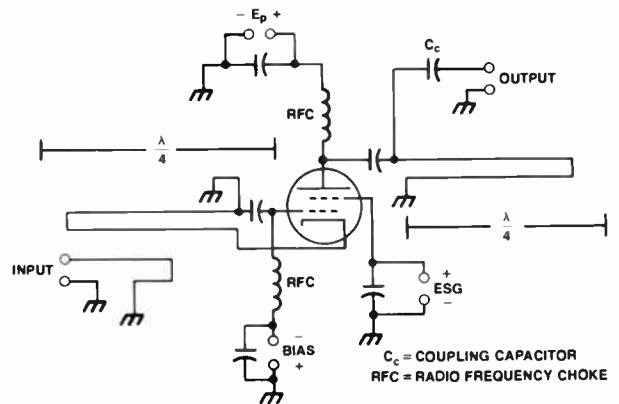 − Ep +
Cc
OUTPUT
RFC
λ/4
λ/4
INPUT
RFC
+
ESG
−
−
BIAS
+
Cc = COUPLING CAPACITOR
RFC = RADIO FREQUENCY CHOKE